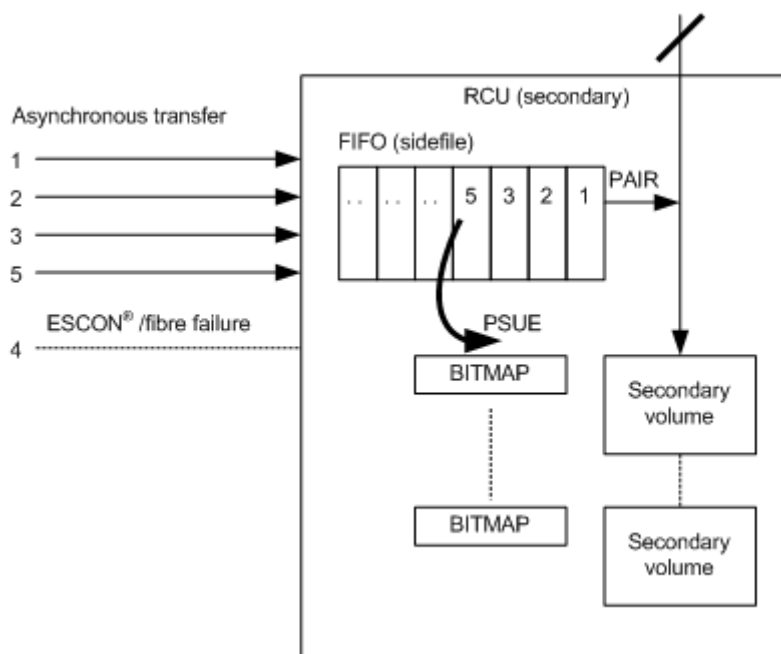 RCU (secondary)
Asynchronous transfer
FIFO (sidefile)
1
2
3
5
ESCON® /fibre failure
4
. . . . . . 5 3 2 1
PAIR
PSUE
BITMAP
BITMAP
Secondary
volume
Secondary
volume